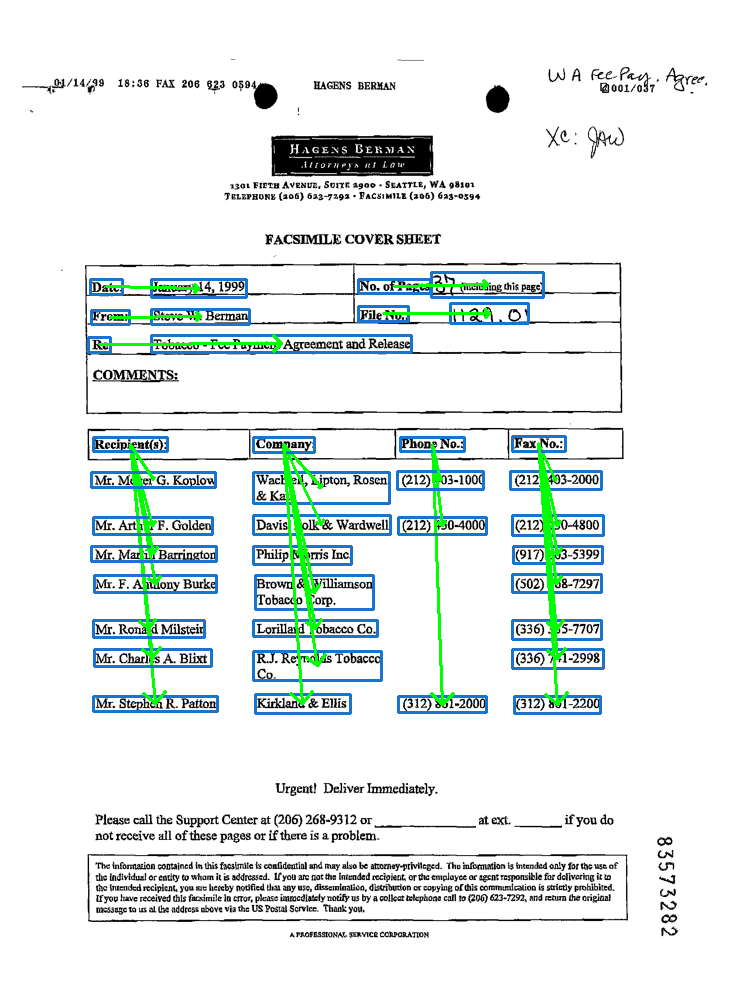 01/14/99 18:36 FAX 206 623 0594 HAGENS BERMAN
WA Fee Pay. Agree.
001/037
XC: JAW
HAGENS BERMAN
Attorneys at Law
1301 FIFTH AVENUE, SUITE 2900 · SEATTLE, WA 98101
TELEPHONE (206) 623-7292 · FACSIMILE (206) 623-0594
FACSIMILE COVER SHEET
Date: January 14, 1999 No. of Pages 37 (including this page)
From: Steve W. Berman File No.: 1129.01
Re Tobacco - Fee Payment Agreement and Release
COMMENTS:
Recipient(s): Company: Phone No.: Fax No.:
Mr. G. Koplow Lipton, Rosen (212) 03-1000 (212) 403-2000
&
Mr. F. Golden Davis Polk & Wardwell (212) 450-4000 (212) 0-4800
Mr. Martin Barrington Philip Morris Inc. (917) 3-5399
Mr. F. Anthony Burke Brown & Williamson (502) 8-7297
Tobacco Corp.
Mr. Ronald Milstein Lorillard Tobacco Co. (336) 5-7707
Mr. Charles A. Blixt R.J. Reynolds Tobacco (336) 741-2998
Co.
Mr. Stephen R. Patton Kirkland & Ellis (312) 861-2000 (312) 861-2200
Urgent! Deliver Immediately.
Please call the Support Center at (206) 268-9312 or ____ at ext. ____ if you do
not receive all of these pages or if there is a problem.
The information contained in this facsimile is confidential and may also be attorney-privileged. The information is intended only for the use of
the individual or entity to whom it is addressed. If you are not the intended recipient, or the employee or agent responsible for delivering it to
the intended recipient, you are hereby notified that any use, dissemination, distribution or copying of this communication is strictly prohibited.
If you have received this facsimile in error, please immediately notify us by a collect telephone call to (206) 623-7292, and return the original
message to us at the address above via the US Postal Service. Thank you.
A PROFESSIONAL SERVICE CORPORATION
83573282